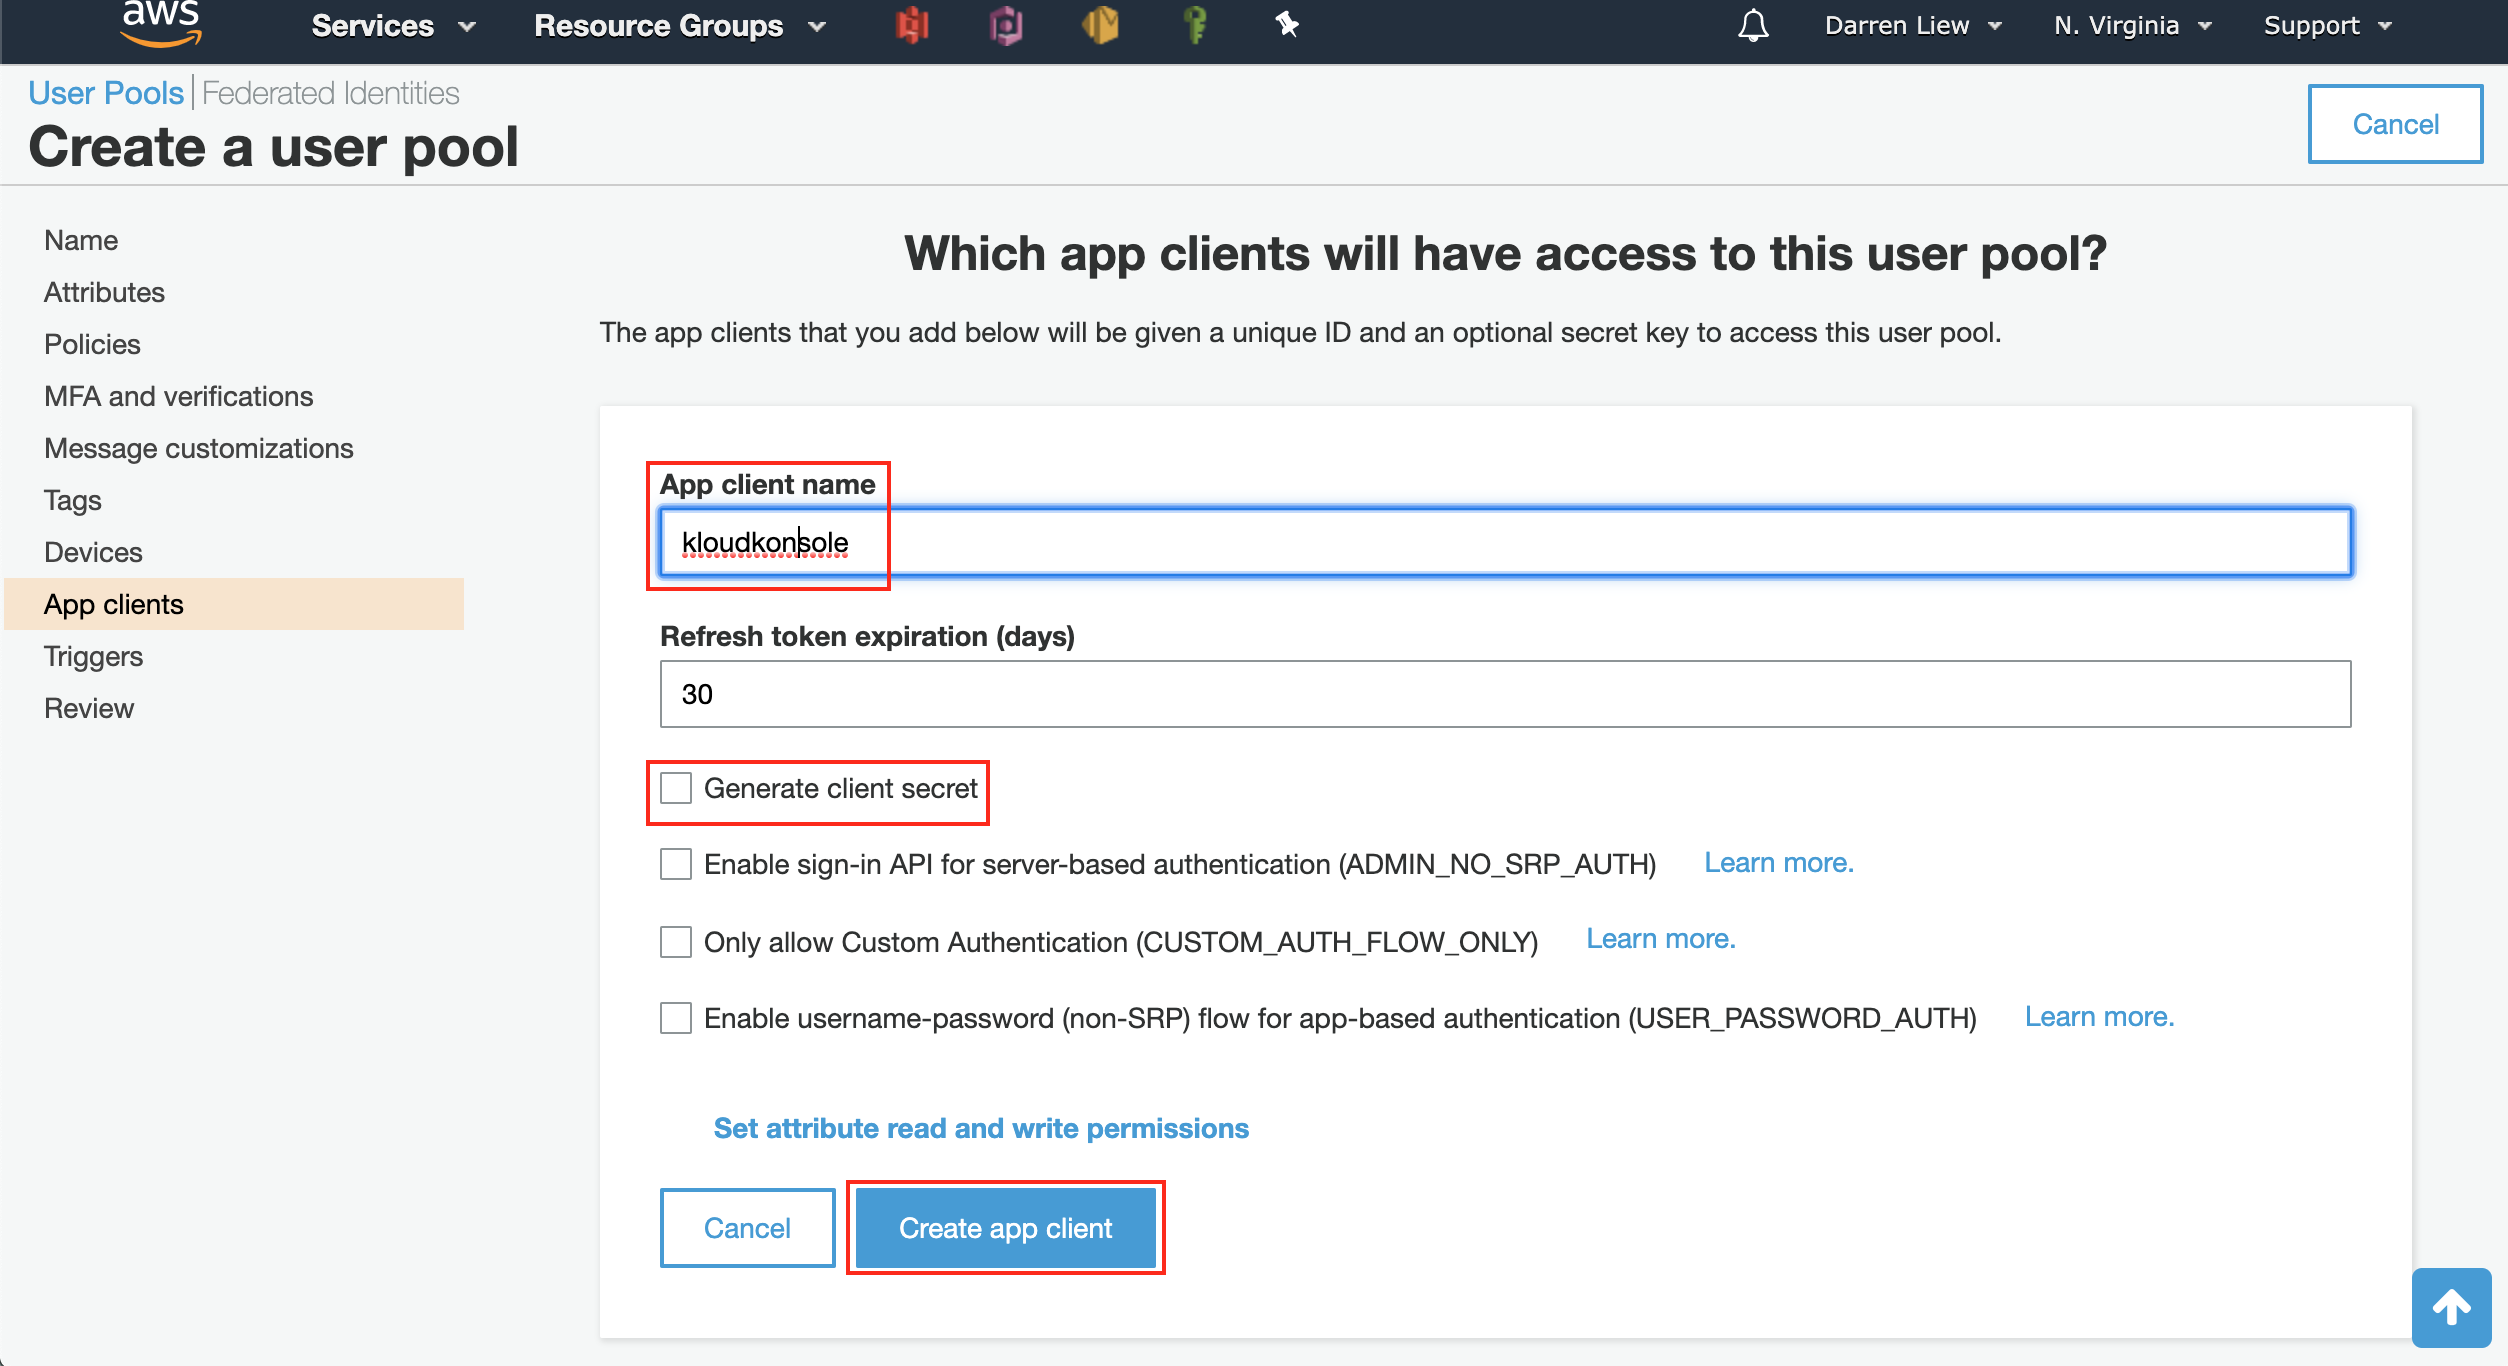 aws
Services
Resource Groups
Darren Liew
N. Virginia
Support
User Pools | Federated Identities
Create a user pool
Cancel
Name
Attributes
Policies
MFA and verifications
Message customizations
Tags
Devices
App clients
Triggers
Review
Which app clients will have access to this user pool?
The app clients that you add below will be given a unique ID and an optional secret key to access this user pool.
App client name
kloudkonsole
Refresh token expiration (days)
30
Generate client secret
Enable sign-in API for server-based authentication (ADMIN_NO_SRP_AUTH) Learn more.
Only allow Custom Authentication (CUSTOM_AUTH_FLOW_ONLY) Learn more.
Enable username-password (non-SRP) flow for app-based authentication (USER_PASSWORD_AUTH) Learn more.
Set attribute read and write permissions
Cancel
Create app client